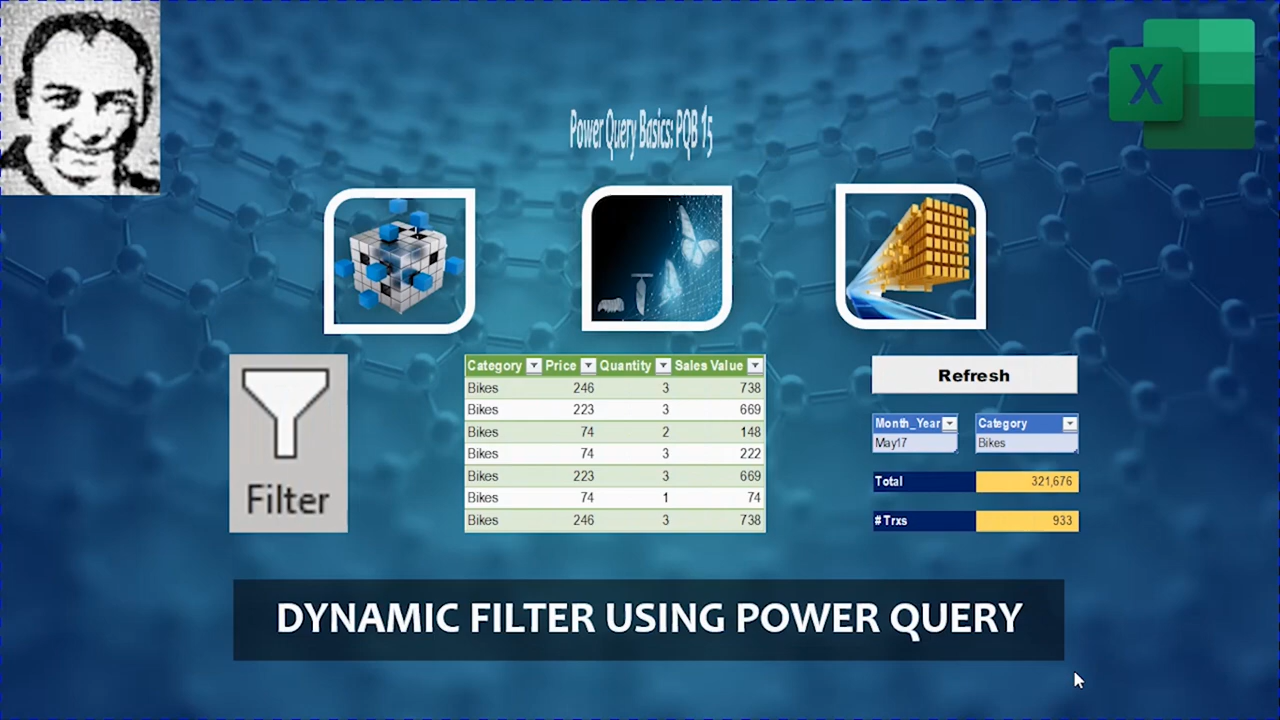 X
Power Query Basics: PQB 15
Filter
Category Price Quantity Sales Value
Bikes 246 3 738
Bikes 223 3 669
Bikes 74 2 148
Bikes 74 3 222
Bikes 223 3 669
Bikes 74 1 74
Bikes 246 3 738
Refresh
Month_Year Category
May17 Bikes
Total 321,676
# Trxs 933
DYNAMIC FILTER USING POWER QUERY